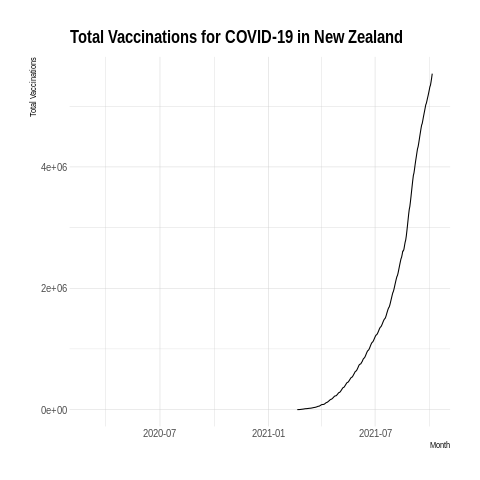 Total Vaccinations for COVID-19 in New Zealand
Total Vaccinations
4e+06
2e+06
0e+00
2020-07 2021-01 2021-07
Month